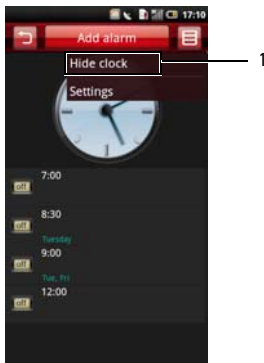 17:10
Add alarm
Hide clock
1
Settings
7:00
off
8:30
off
Tuesday
9:00
off
Tue, Fri
12:00
off